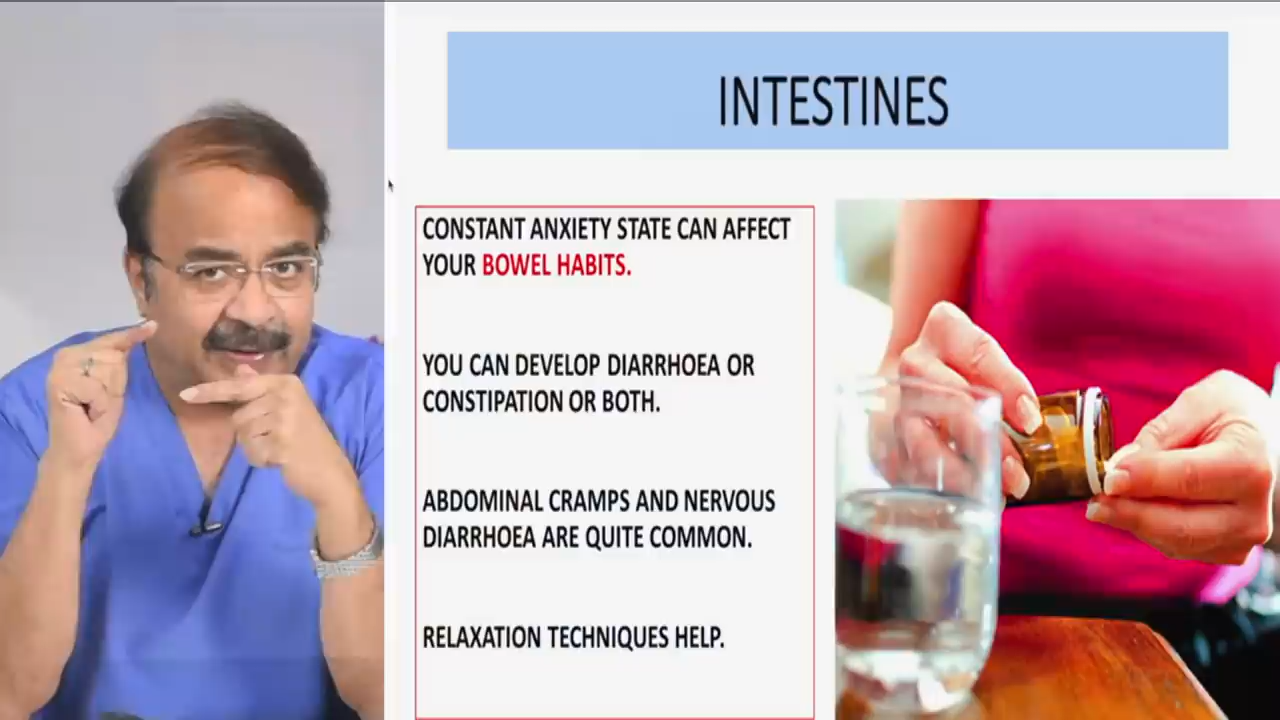 INTESTINES
CONSTANT ANXIETY STATE CAN AFFECT
YOUR BOWEL HABITS.
YOU CAN DEVELOP DIARRHOEA OR
CONSTIPATION OR BOTH.
ABDOMINAL CRAMPS AND NERVOUS
DIARRHOEA ARE QUITE COMMON.
RELAXATION TECHNIQUES HELP.